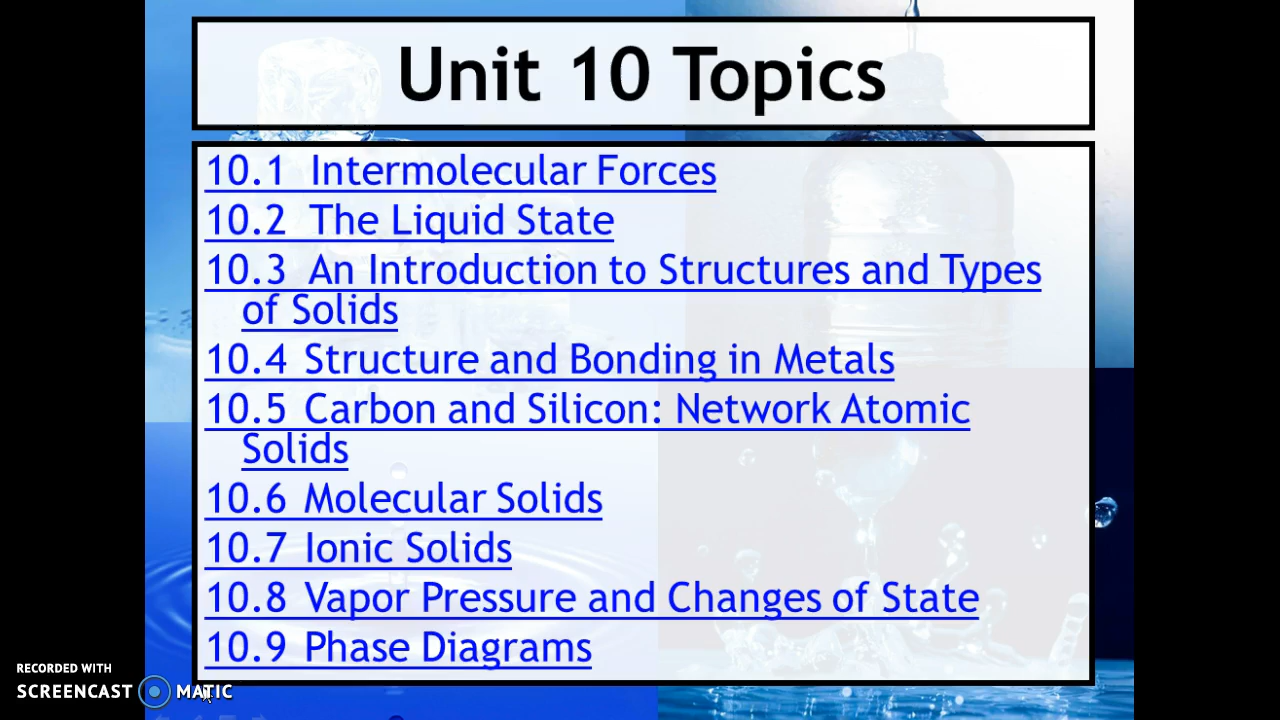 Unit 10 Topics
10.1 Intermolecular Forces
10.2 The Liquid State
10.3 An Introduction to Structures and Types
of Solids
10.4 Structure and Bonding in Metals
10.5 Carbon and Silicon: Network Atomic
Solids
10.6 Molecular Solids
10.7 Ionic Solids
10.8 Vapor Pressure and Changes of State
10.9 Phase Diagrams
RECORDED WITH
SCREENCAST MATIC